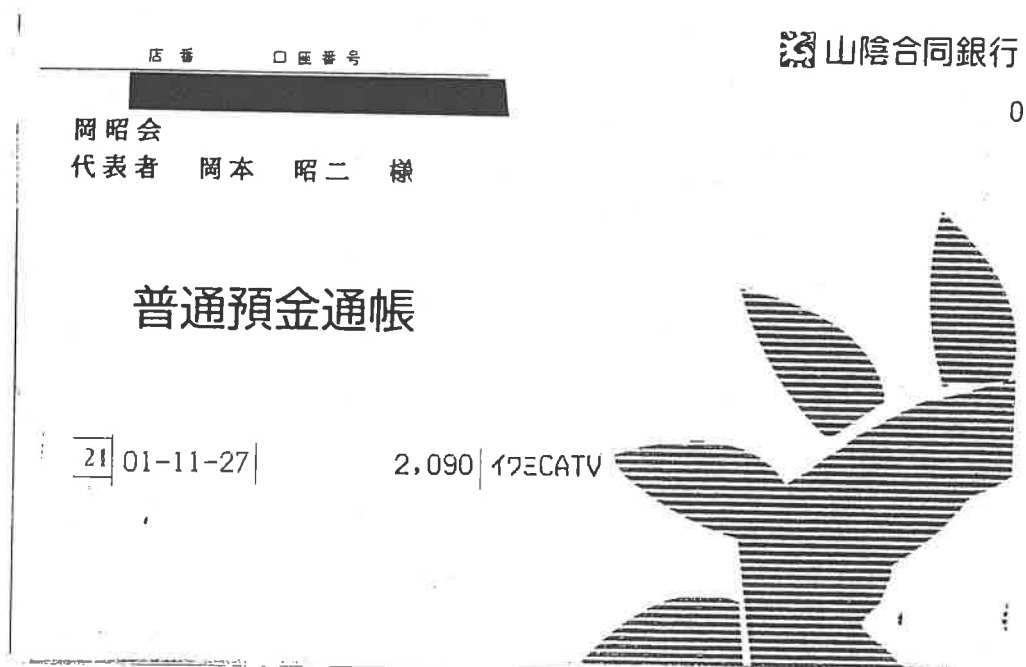 店番 口座番号
山陰合同銀行
0
岡昭会
代表者 岡本 昭二 様
普通預金通帳
21 01-11-27 2,090 イワミCATV